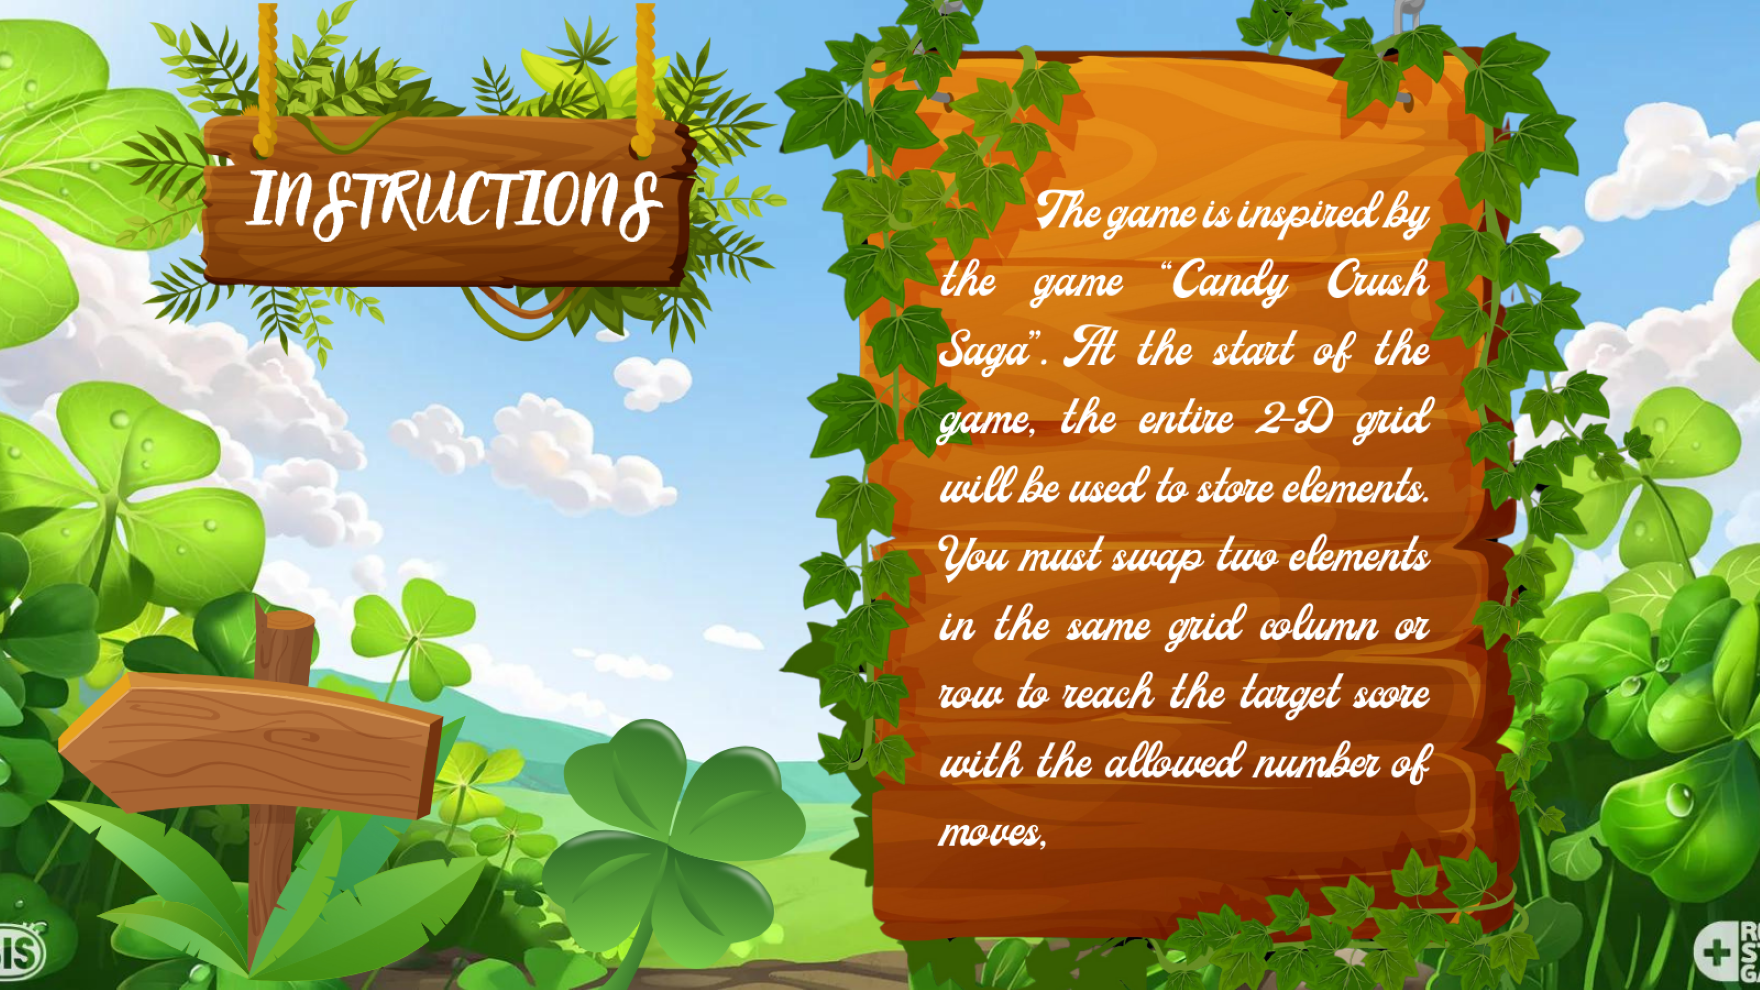 INSTRUCTIONS
The game is inspired by
the game “Candy Crush
Saga”. At the start of the
game, the entire 2-D grid
will be used to store elements.
You must swap two elements
in the same grid column or
row to reach the target score
with the allowed number of
moves,